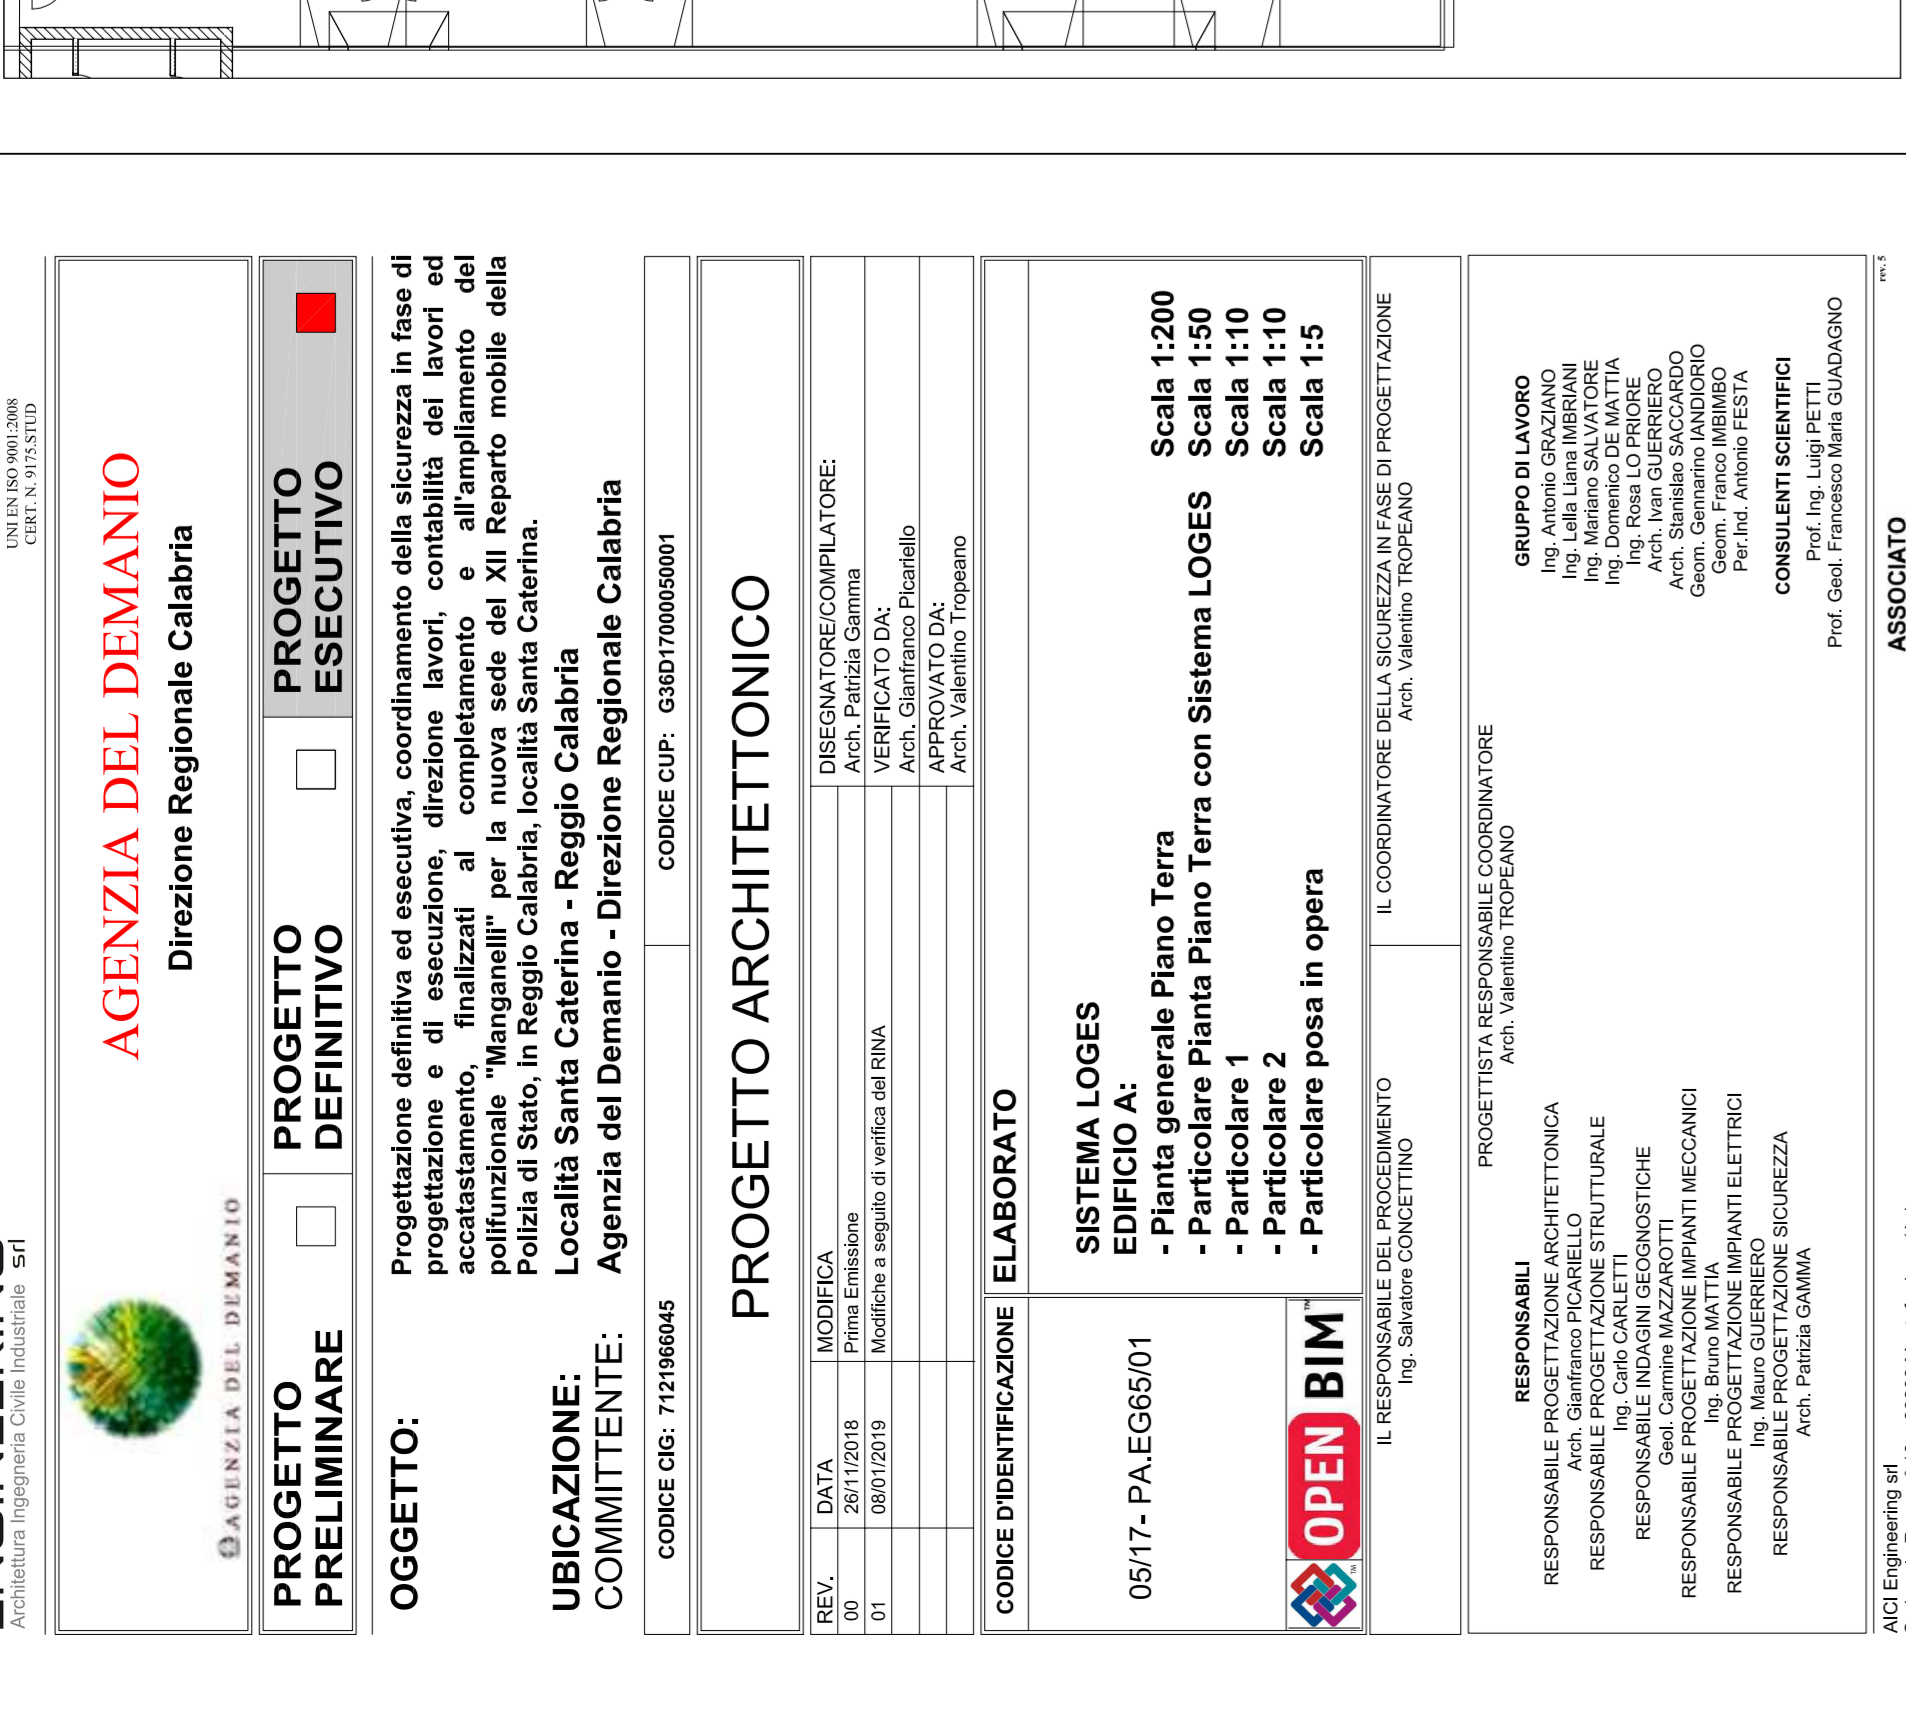 Architettura Ingegneria Civile Industriale srl
UNI EN ISO 9001:2008
CERT. N. 9175.STUD
AGENZIA DEL DEMANIO
Direzione Regionale Calabria
AGENZIA DEL DEMANIO
PROGETTO
PRELIMINARE
PROGETTO
DEFINITIVO
PROGETTO
ESECUTIVO
OGGETTO:
Progettazione definitiva ed esecutiva, coordinamento della sicurezza in fase di
progettazione e di esecuzione, direzione lavori, contabilità dei lavori ed
accatastamento, finalizzati al completamento e all'ampliamento del
polifunzionale "Manganelli" per la nuova sede del XII Reparto mobile della
Polizia di Stato, in Reggio Calabria, località Santa Caterina.
UBICAZIONE:
Località Santa Caterina - Reggio Calabria
COMMITTENTE:
Agenzia del Demanio - Direzione Regionale Calabria
CODICE CIG: 7121966045
CODICE CUP: G36D17000050001
PROGETTO ARCHITETTONICO
REV. DATA MODIFICA
00 26/11/2018 Prima Emissione
01 08/01/2019 Modifiche a seguito di verifica del RINA
DISEGNATORE/COMPILATORE:
Arch. Patrizia Gamma
VERIFICATO DA:
Arch. Gianfranco Picariello
APPROVATO DA:
Arch. Valentino Tropeano
CODICE D'IDENTIFICAZIONE
05/17- PA.EG65/01
OPEN BIM™
TM
ELABORATO
SISTEMA LOGES
EDIFICIO A:
- Pianta generale Piano Terra Scala 1:200
- Particolare Pianta Piano Terra con Sistema LOGES Scala 1:50
- Particolare 1 Scala 1:10
- Particolare 2 Scala 1:10
- Particolare posa in opera Scala 1:5
IL RESPONSABILE DEL PROCEDIMENTO
Ing. Salvatore CONCETTINO
IL COORDINATORE DELLA SICUREZZA IN FASE DI PROGETTAZIONE
Arch. Valentino TROPEANO
PROGETTISTA RESPONSABILE COORDINATORE
Arch. Valentino TROPEANO
RESPONSABILI
RESPONSABILE PROGETTAZIONE ARCHITETTONICA
Arch. Gianfranco PICARIELLO
RESPONSABILE PROGETTAZIONE STRUTTURALE
Ing. Carlo CARLETTI
RESPONSABILE INDAGINI GEOGNOSTICHE
Geol. Carmine MAZZAROTTI
RESPONSABILE PROGETTAZIONE IMPIANTI MECCANICI
Ing. Bruno MATTIA
RESPONSABILE PROGETTAZIONE IMPIANTI ELETTRICI
Ing. Mauro GUERRIERO
RESPONSABILE PROGETTAZIONE SICUREZZA
Arch. Patrizia GAMMA
GRUPPO DI LAVORO
Ing. Antonio GRAZIANO
Ing. Lella Liana IMBRIANI
Ing. Mariano SALVATORE
Ing. Domenico DE MATTIA
Ing. Rosa LO PRIORE
Arch. Ivan GUERRIERO
Arch. Stanislao SACCARDO
Geom. Gennarino IANDIORIO
Geom. Franco IMBIMBO
Per.Ind. Antonio FESTA
CONSULENTI SCIENTIFICI
Prof. Ing. Luigi PETTI
Prof. Geol. Francesco Maria GUADAGNO
rev. 5
AICI Engineering srl
ASSOCIATO